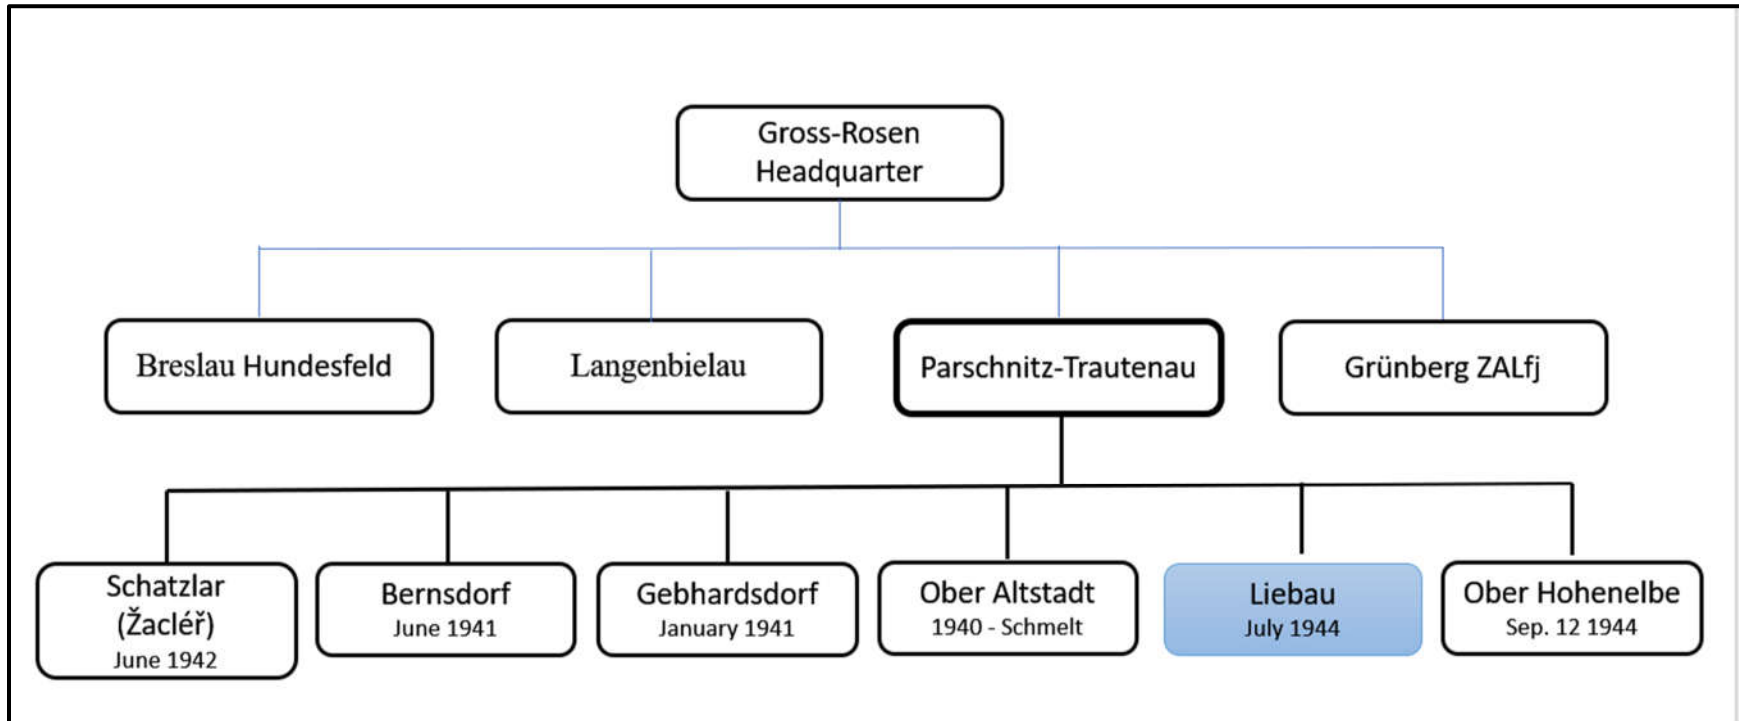 Gross-Rosen
Headquarter
Breslau Hundesfeld
Langenbielau
Parschnitz-Trautenau
Grünberg ZALfj
Schatzlar
(Žacléř)
June 1942
Bernsdorf
June 1941
Gebhardsdorf
January 1941
Ober Altstadt
1940 - Schmelt
Liebau
July 1944
Ober Hohenelbe
Sep. 12 1944